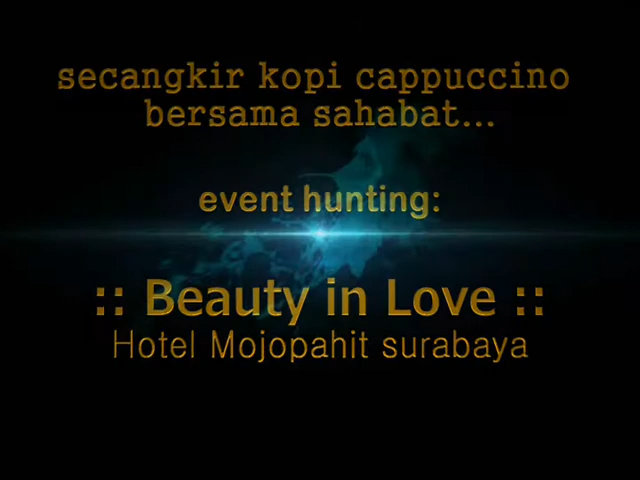 secangkir kopi cappuccino
bersama sahabat...
event hunting:
:: Beauty in Love ::
Hotel Mojopahit surabaya